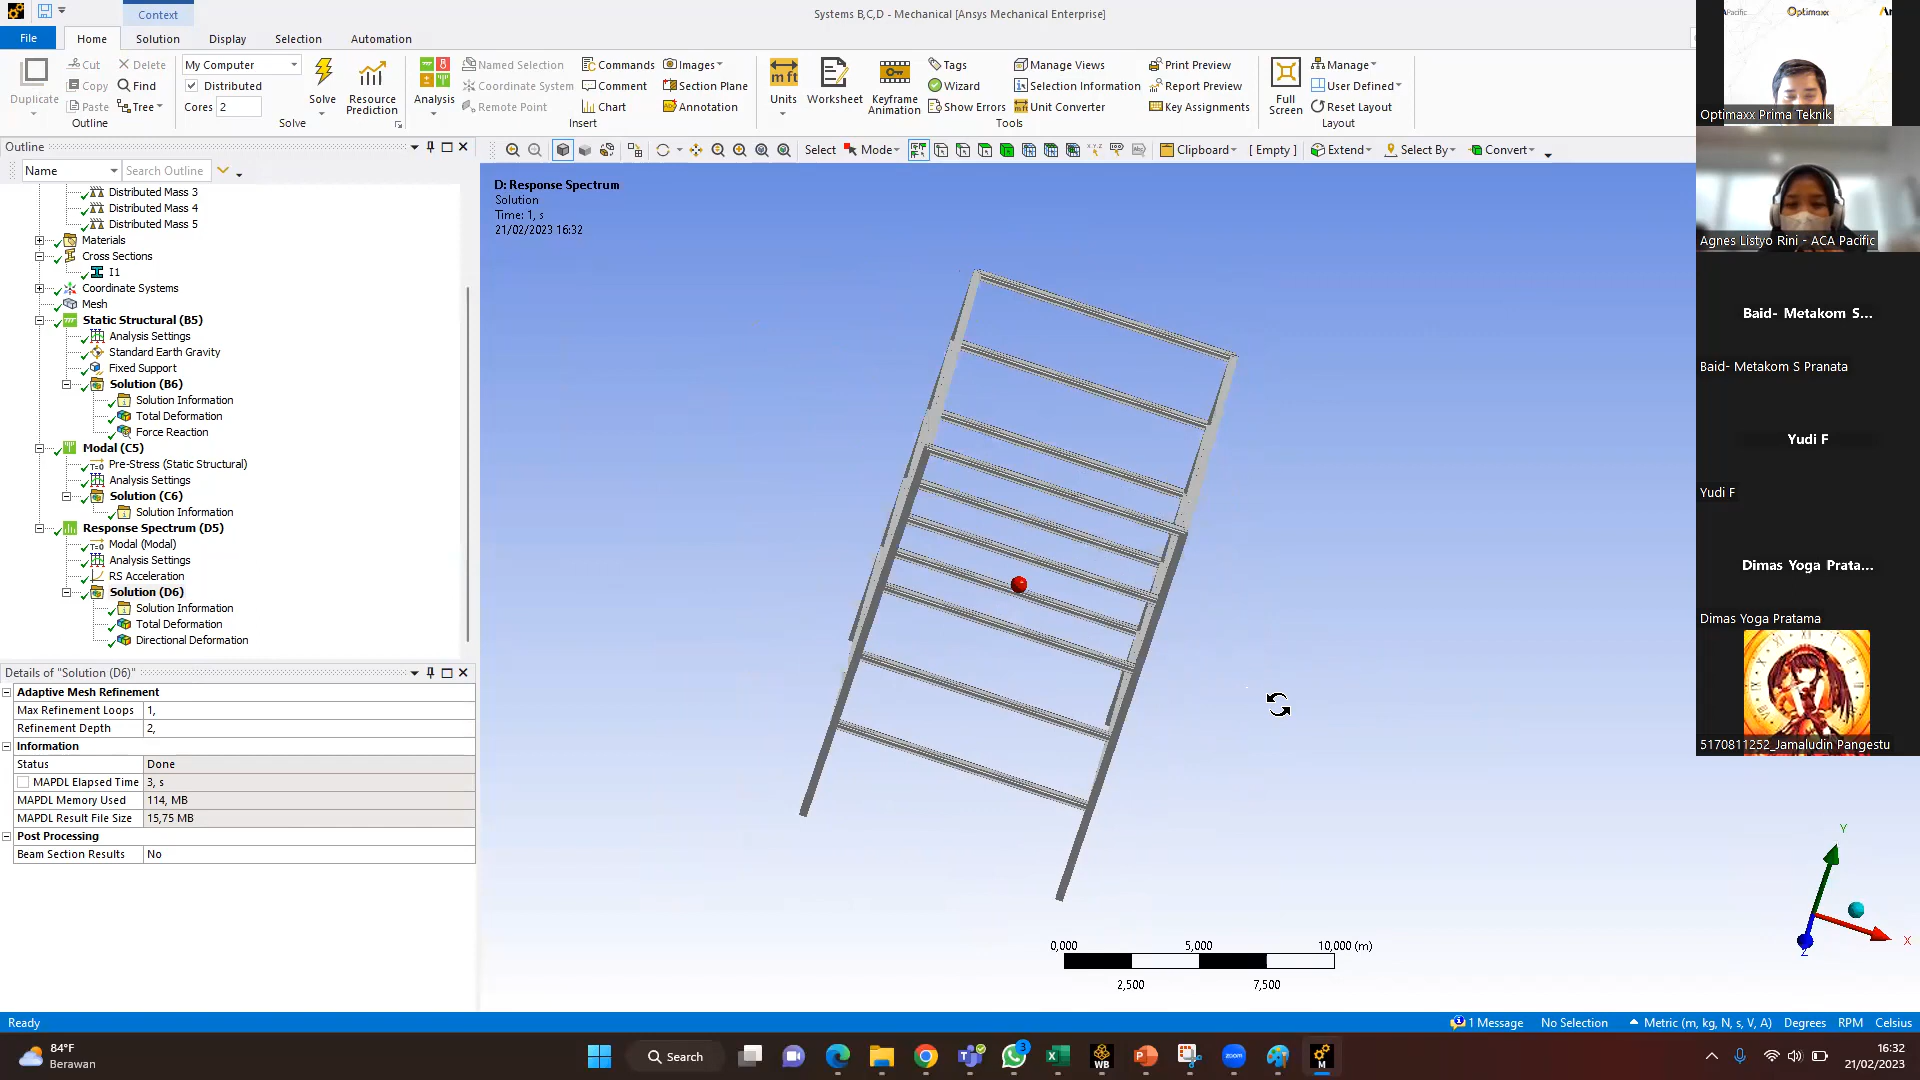 Context
Systems B,C,D - Mechanical [Ansys Mechanical Enterprise]
File
Home
Solution
Display
Selection
Automation
Duplicate
Cut
Delete
Copy
Find
Paste
Tree
Outline
My Computer
Distributed
Cores 2
Solve
Resource
Prediction
Solve
Analysis
Named Selection
Coordinate System
Remote Point
Commands
Comment
Chart
Images
Section Plane
Annotation
Insert
Units
Worksheet
Keyframe
Animation
Tags
Wizard
Show Errors
Manage Views
Selection Information
Unit Converter
Print Preview
Report Preview
Key Assignments
Tools
Full
Screen
Manage
User Defined
Reset Layout
Layout
Outline
Name
Search Outline
Select
Mode
Clipboard
[ Empty ]
Extend
Select By
Convert
Distributed Mass 3
Distributed Mass 4
Distributed Mass 5
Materials
Cross Sections
I1
Coordinate Systems
Mesh
Static Structural (B5)
Analysis Settings
Standard Earth Gravity
Fixed Support
Solution (B6)
Solution Information
Total Deformation
Force Reaction
Modal (C5)
Pre-Stress (Static Structural)
Analysis Settings
Solution (C6)
Solution Information
Response Spectrum (D5)
Modal (Modal)
Analysis Settings
RS Acceleration
Solution (D6)
Solution Information
Total Deformation
Directional Deformation
Details of "Solution (D6)"
Adaptive Mesh Refinement
Max Refinement Loops 1,
Refinement Depth 2,
Information
Status Done
MAPDL Elapsed Time 3, s
MAPDL Memory Used 114, MB
MAPDL Result File Size 15,75 MB
Post Processing
Beam Section Results No
D: Response Spectrum
Solution
Time: 1, s
21/02/2023 16:32
0,000 5,000 10,000 (m)
2,500 7,500
Y
X
Z
Optimaxx
Optimaxx Prima Teknik
Agnes Listyo Rini - ACA Pacific
Baid- Metakom S...
Baid- Metakom S Pranata
Yudi F
Yudi F
Dimas Yoga Prata...
Dimas Yoga Pratama
5170811252_Jamaludin Pangestu
Ready
1 Message
No Selection
Metric (m, kg, N, s, V, A)
Degrees
RPM
Celsius
84°F
Berawan
Search
3
WB
zoom
M
16:32
21/02/2023